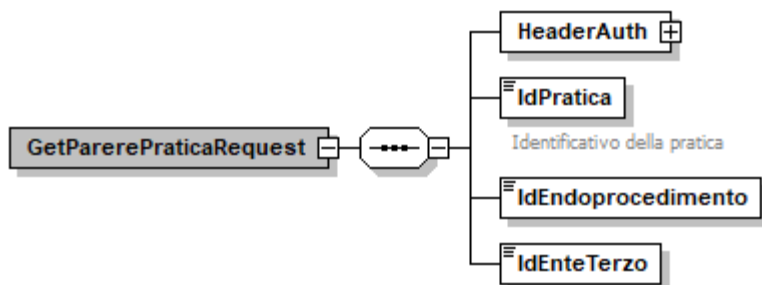 HeaderAuth
IdPratica
Identificativo della pratica
GetParerePraticaRequest
IdEndoprocedimento
IdEnteTerzo